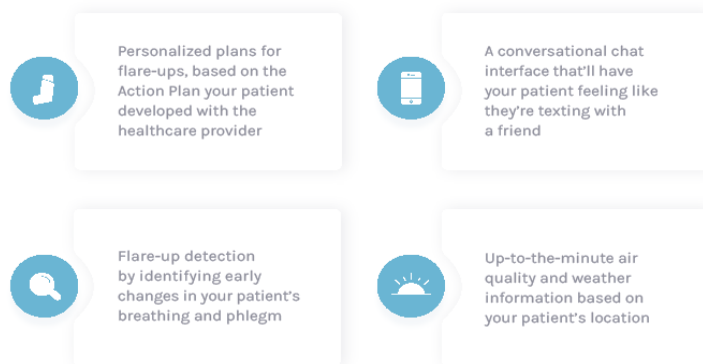 Personalized plans for
flare-ups, based on the
Action Plan your patient
developed with the
healthcare provider
A conversational chat
interface that'll have
your patient feeling like
they're texting with
a friend
Flare-up detection
by identifying early
changes in your patient's
breathing and phlegm
Up-to-the-minute air
quality and weather
information based on
your patient's location